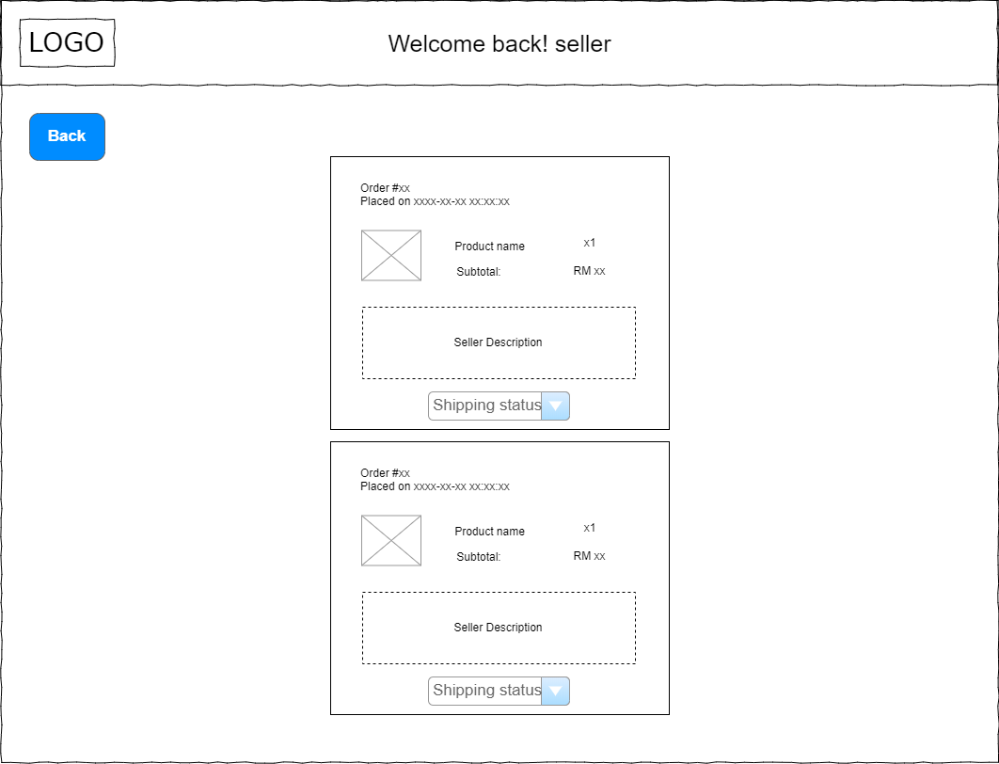 LOGO
Welcome back! seller
Back
Order #xx
Placed on xxxx-xx-xx xx:xx:xx
Product name x1
Subtotal: RM xx
Seller Description
Shipping status
Order #xx
Placed on xxxx-xx-xx xx:xx:xx
Product name x1
Subtotal: RM xx
Seller Description
Shipping status